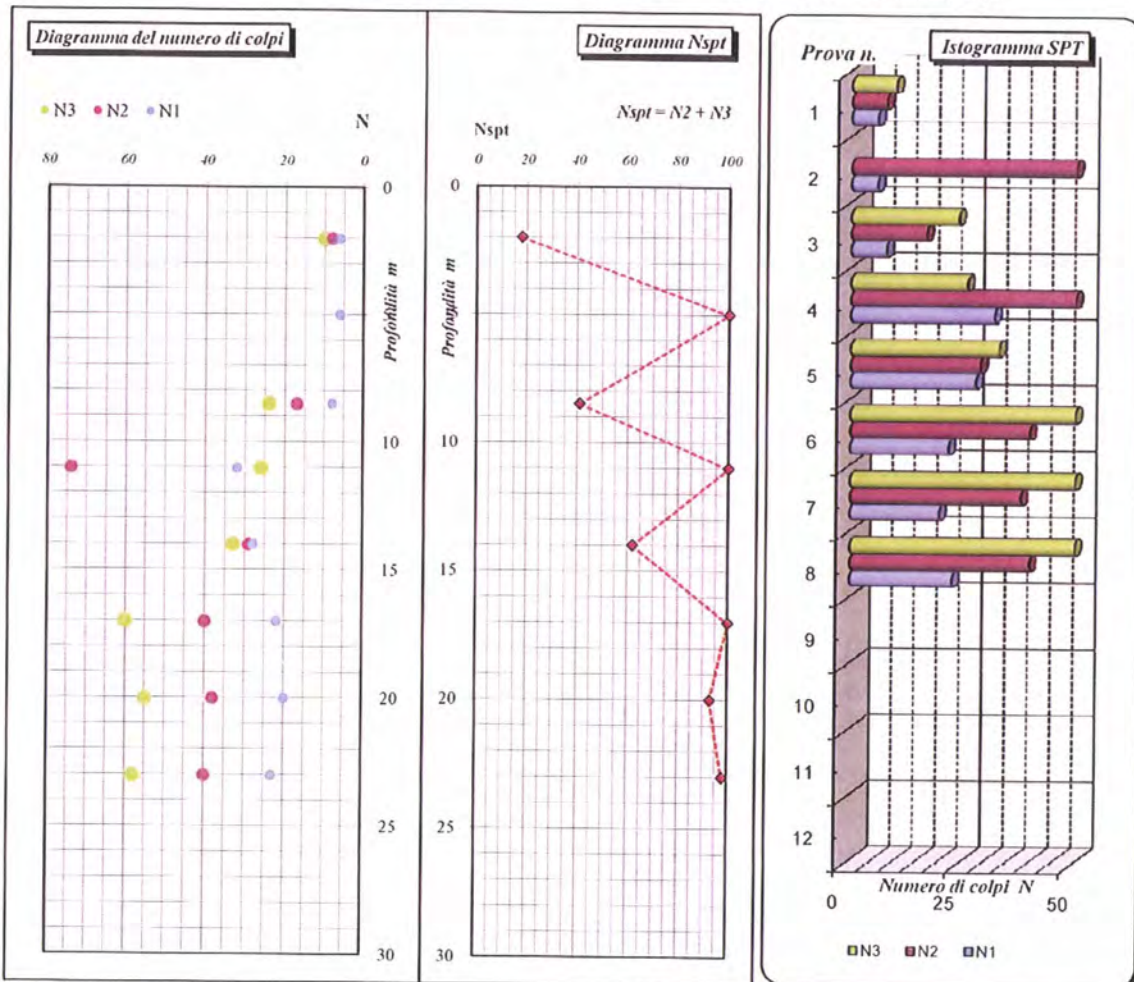 Diagramma del numero di colpi
N3 N2 N1
N
80 60 40 20 0
0
10
15
20
25
30
Profondità m
Diagramma Nspt
Nspt = N2 + N3
Nspt
0 20 40 60 80 100
0
10
15
20
25
30
Profondità m
Istogramma SPT
Prova n.
1
2
3
4
5
6
7
8
9
10
11
12
Numero di colpi N
0 25 50
N3 N2 N1